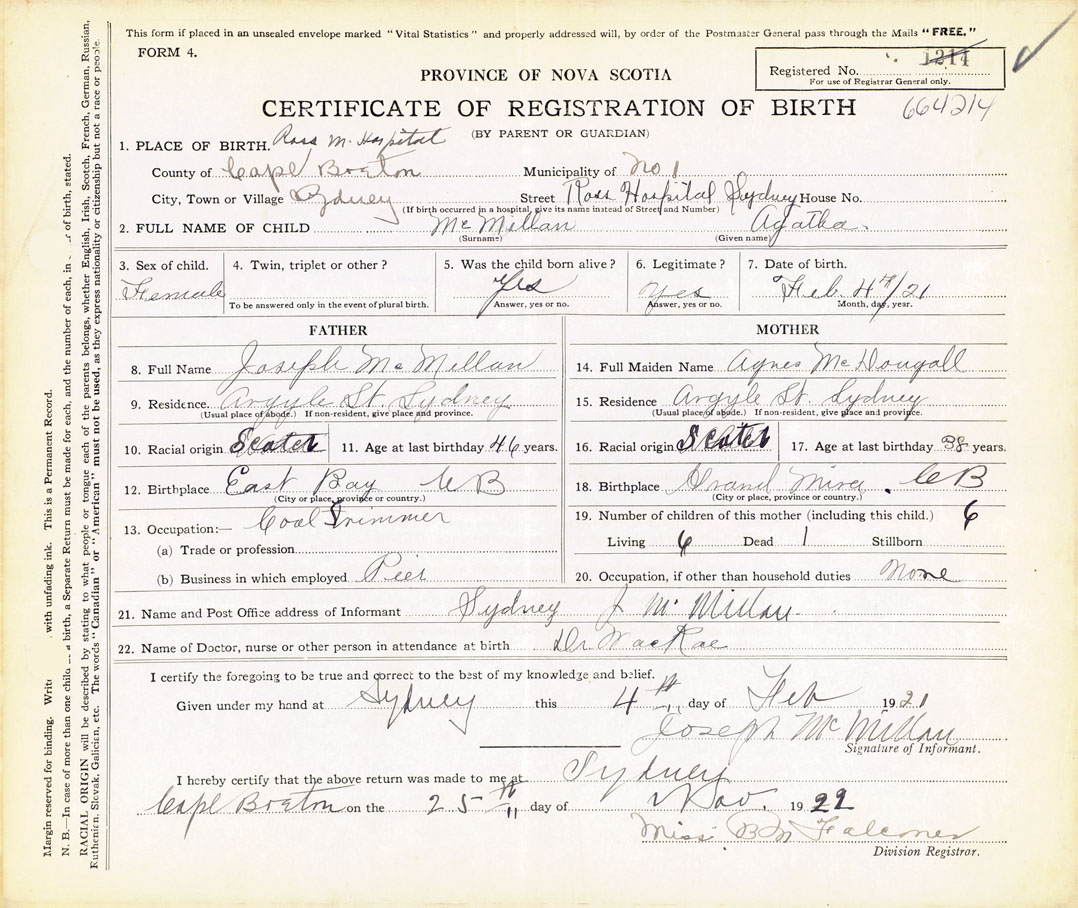 This form if placed in an unsealed envelope marked "Vital Statistics" and properly addressed will, by order of the Postmaster General pass through the Mails "FREE."
FORM 4.
Registered No. 1214
For use of Registrar General only.
PROVINCE OF NOVA SCOTIA
CERTIFICATE OF REGISTRATION OF BIRTH
664214
(BY PARENT OR GUARDIAN)
1. PLACE OF BIRTH. Ross M. Hospital
County of Cape Breton Municipality of No 1
City, Town or Village Sydney Street Ross Hospital Sydney House No.
(If birth occurred in a hospital, give its name instead of Street and Number)
2. FULL NAME OF CHILD McMillan Agatha
(Surname) (Given name)
3. Sex of child. 4. Twin, triplet or other? 5. Was the child born alive? 6. Legitimate? 7. Date of birth.
Female Yes Yes Feb. 4th/21
To be answered only in the event of plural birth. Answer, yes or no. Answer, yes or no. Month, day, year.
FATHER
8. Full Name Joseph McMillan
9. Residence. Argyle St. Sydney
(Usual place of abode.) If non-resident, give place and province.
10. Racial origin Scotch 11. Age at last birthday 46 years.
12. Birthplace East Bay CB
(City or place, province or country.)
13. Occupation:— Coal Trimmer
(a) Trade or profession
(b) Business in which employed Pier
MOTHER
14. Full Maiden Name Agnes McDougall
15. Residence Argyle St. Sydney
(Usual place of abode.) If non-resident, give place and province.
16. Racial origin Scotch 17. Age at last birthday 38 years.
18. Birthplace Grand Mira. CB
(City or place, province or country.)
19. Number of children of this mother (including this child.) 6
Living 6 Dead 1 Stillborn
20. Occupation, if other than household duties None
21. Name and Post Office address of Informant Sydney J McMillan
22. Name of Doctor, nurse or other person in attendance at birth Dr. MacRae
I certify the foregoing to be true and correct to the best of my knowledge and belief.
Given under my hand at Sydney this 4th day of Feb 1921
Joseph McMillan
Signature of Informant.
I hereby certify that the above return was made to me at Sydney
Cape Breton on the 25th day of Nov. 1922
Miss B M Falconer
Division Registrar.
Margin reserved for binding. Write with unfading ink. This is a Permanent Record.
N. B.—In case of more than one child a birth, a Separate Return must be made for each, and the number of each, in of birth, stated.
RACIAL ORIGIN will be described by stating to what people or tongue each of the parents belongs, whether English, Irish, Scotch, French, German, Russian,
Ruthenian, Slovak, Galician, etc. The words "Canadian" or "American" must not be used, as they express nationality or citizenship but not a race or people.